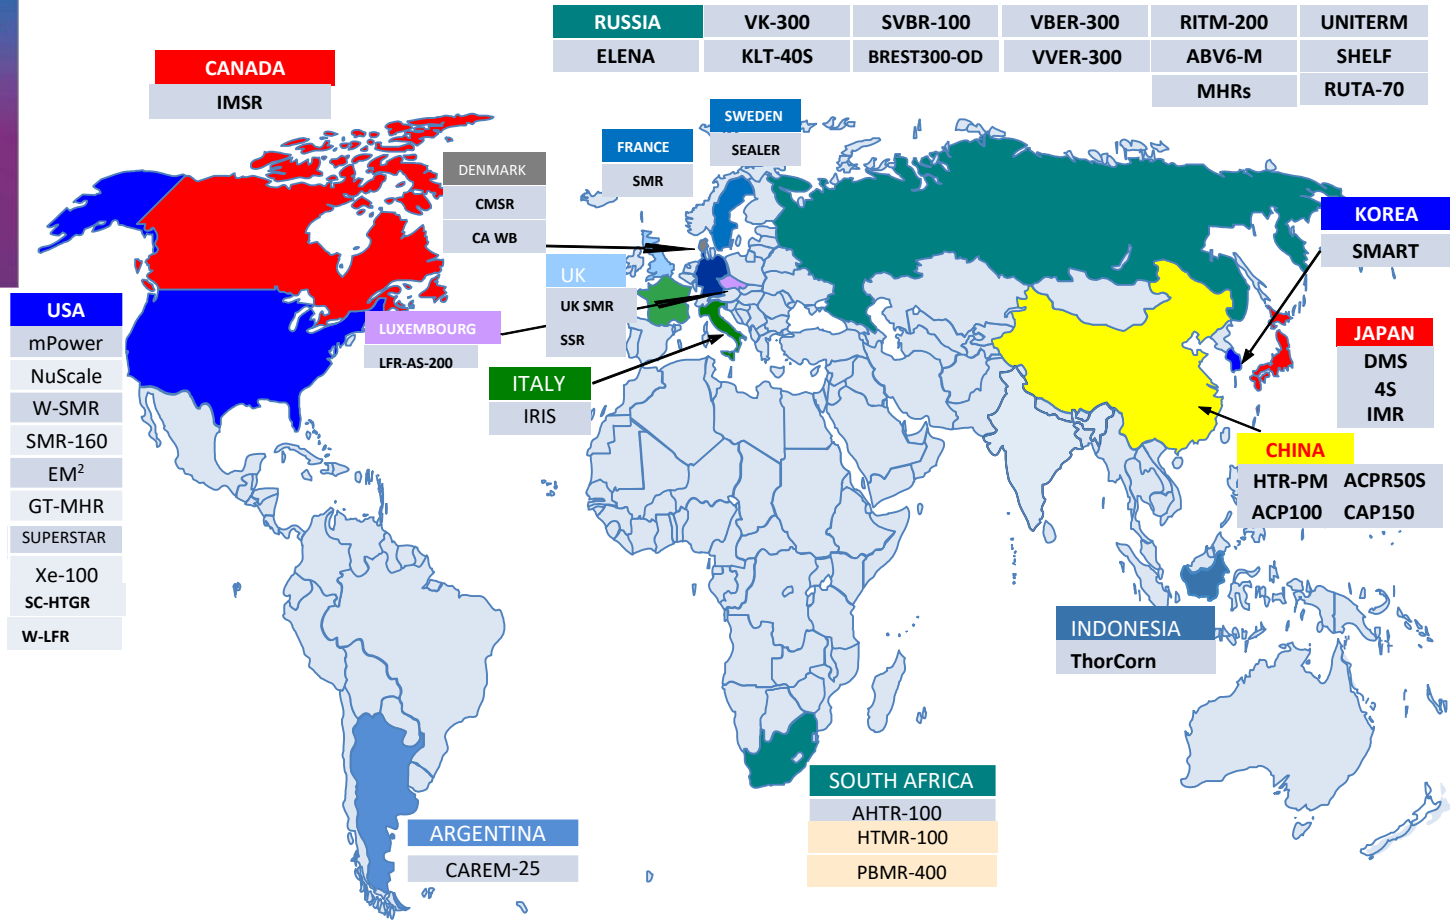 RUSSIA VK-300 SVBR-100 VBER-300 RITM-200 UNITERM
ELENA KLT-40S BREST300-OD VVER-300 ABV6-M SHELF
MHRs RUTA-70
CANADA
IMSR
SWEDEN
SEALER
FRANCE
SMR
DENMARK
CMSR
CA WB
KOREA
SMART
UK
UK SMR
SSR
USA
mPower
NuScale
W-SMR
SMR-160
EM²
GT-MHR
SUPERSTAR
Xe-100
SC-HTGR
W-LFR
LUXEMBOURG
LFR-AS-200
ITALY
IRIS
JAPAN
DMS
4S
IMR
CHINA
HTR-PM ACPR50S
ACP100 CAP150
INDONESIA
ThorCorn
SOUTH AFRICA
AHTR-100
HTMR-100
PBMR-400
ARGENTINA
CAREM-25